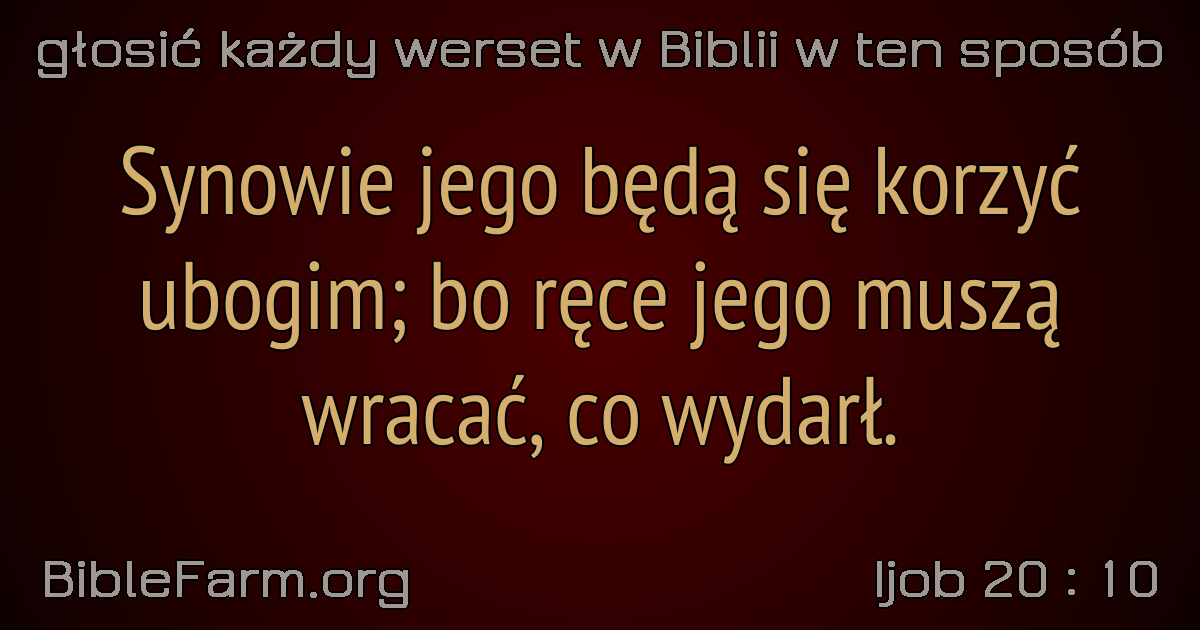 głosić każdy werset w Biblii w ten sposób
Synowie jego będą się korzyć
ubogim; bo ręce jego muszą
wracać, co wydarł.
BibleFarm.org
Ijob 20 : 10